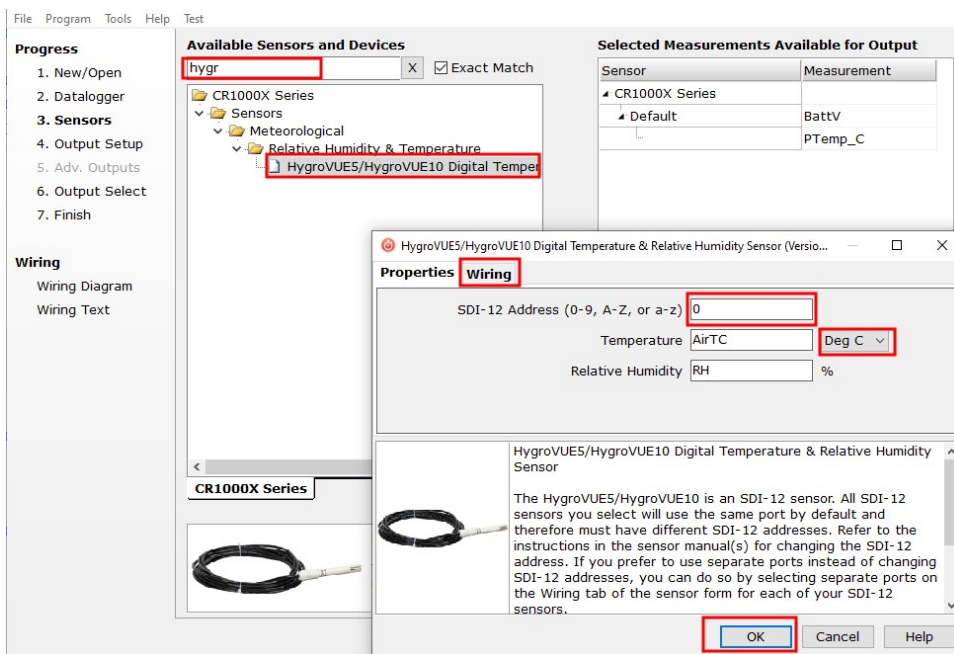 File Program Tools Help Test
Progress
1. New/Open
2. Datalogger
3. Sensors
4. Output Setup
5. Adv. Outputs
6. Output Select
7. Finish
Wiring
Wiring Diagram
Wiring Text
Available Sensors and Devices
hygr X Exact Match
CR1000X Series
Sensors
Meteorological
Relative Humidity & Temperature
HygroVUE5/HygroVUE10 Digital Temper
CR1000X Series
Selected Measurements Available for Output
Sensor Measurement
CR1000X Series
Default BattV
PTemp_C
HygroVUE5/HygroVUE10 Digital Temperature & Relative Humidity Sensor (Versio...
Properties Wiring
SDI-12 Address (0-9, A-Z, or a-z) 0
Temperature AirTC Deg C
Relative Humidity RH %
HygroVUE5/HygroVUE10 Digital Temperature & Relative Humidity
Sensor
The HygroVUE5/HygroVUE10 is an SDI-12 sensor. All SDI-12
sensors you select will use the same port by default and
therefore must have different SDI-12 addresses. Refer to the
instructions in the sensor manual(s) for changing the SDI-12
address. If you prefer to use separate ports instead of changing
SDI-12 addresses, you can do so by selecting separate ports on
the Wiring tab of the sensor form for each of your SDI-12
sensors.
OK Cancel Help